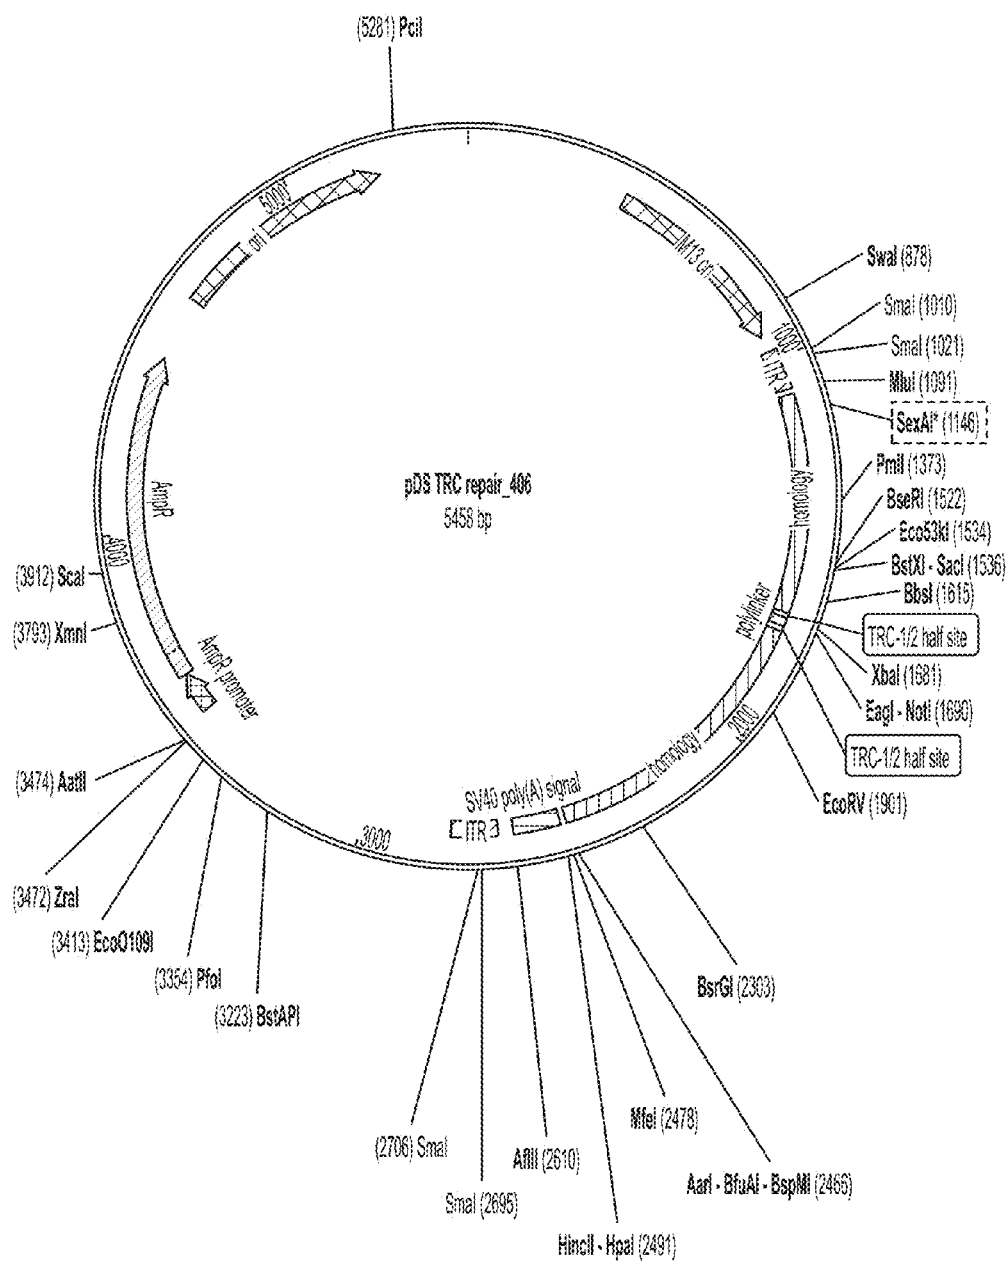 (5281) PciI
5000
ori
M13 ori
SwaI (878)
SmaI (1010)
1000
SmaI (1021)
ITR
MluI (1091)
SexAI* (1146)
homology
PmlI (1373)
pDS TRC repair_406
5458 bp
AmpR
BseRI (1522)
Eco53kI (1534)
4000
BstXI - SacI (1536)
(3912) ScaI
BbsI (1615)
polylinker
(3793) XmnI
TRC-1/2 half site
AmpR promoter
XbaI (1681)
EagI - NotI (1690)
2000
homology
TRC-1/2 half site
(3474) AatII
SV40 poly(A) signal
EcoRV (1901)
ITR
3000
(3472) ZraI
(3413) EcoO109I
(3354) PfoI
BsrGI (2303)
(3223) BstAPI
MfeI (2478)
(2706) SmaI
AflII (2610)
AarI - BfuAI - BspMI (2466)
SmaI (2695)
HincII - HpaI (2491)